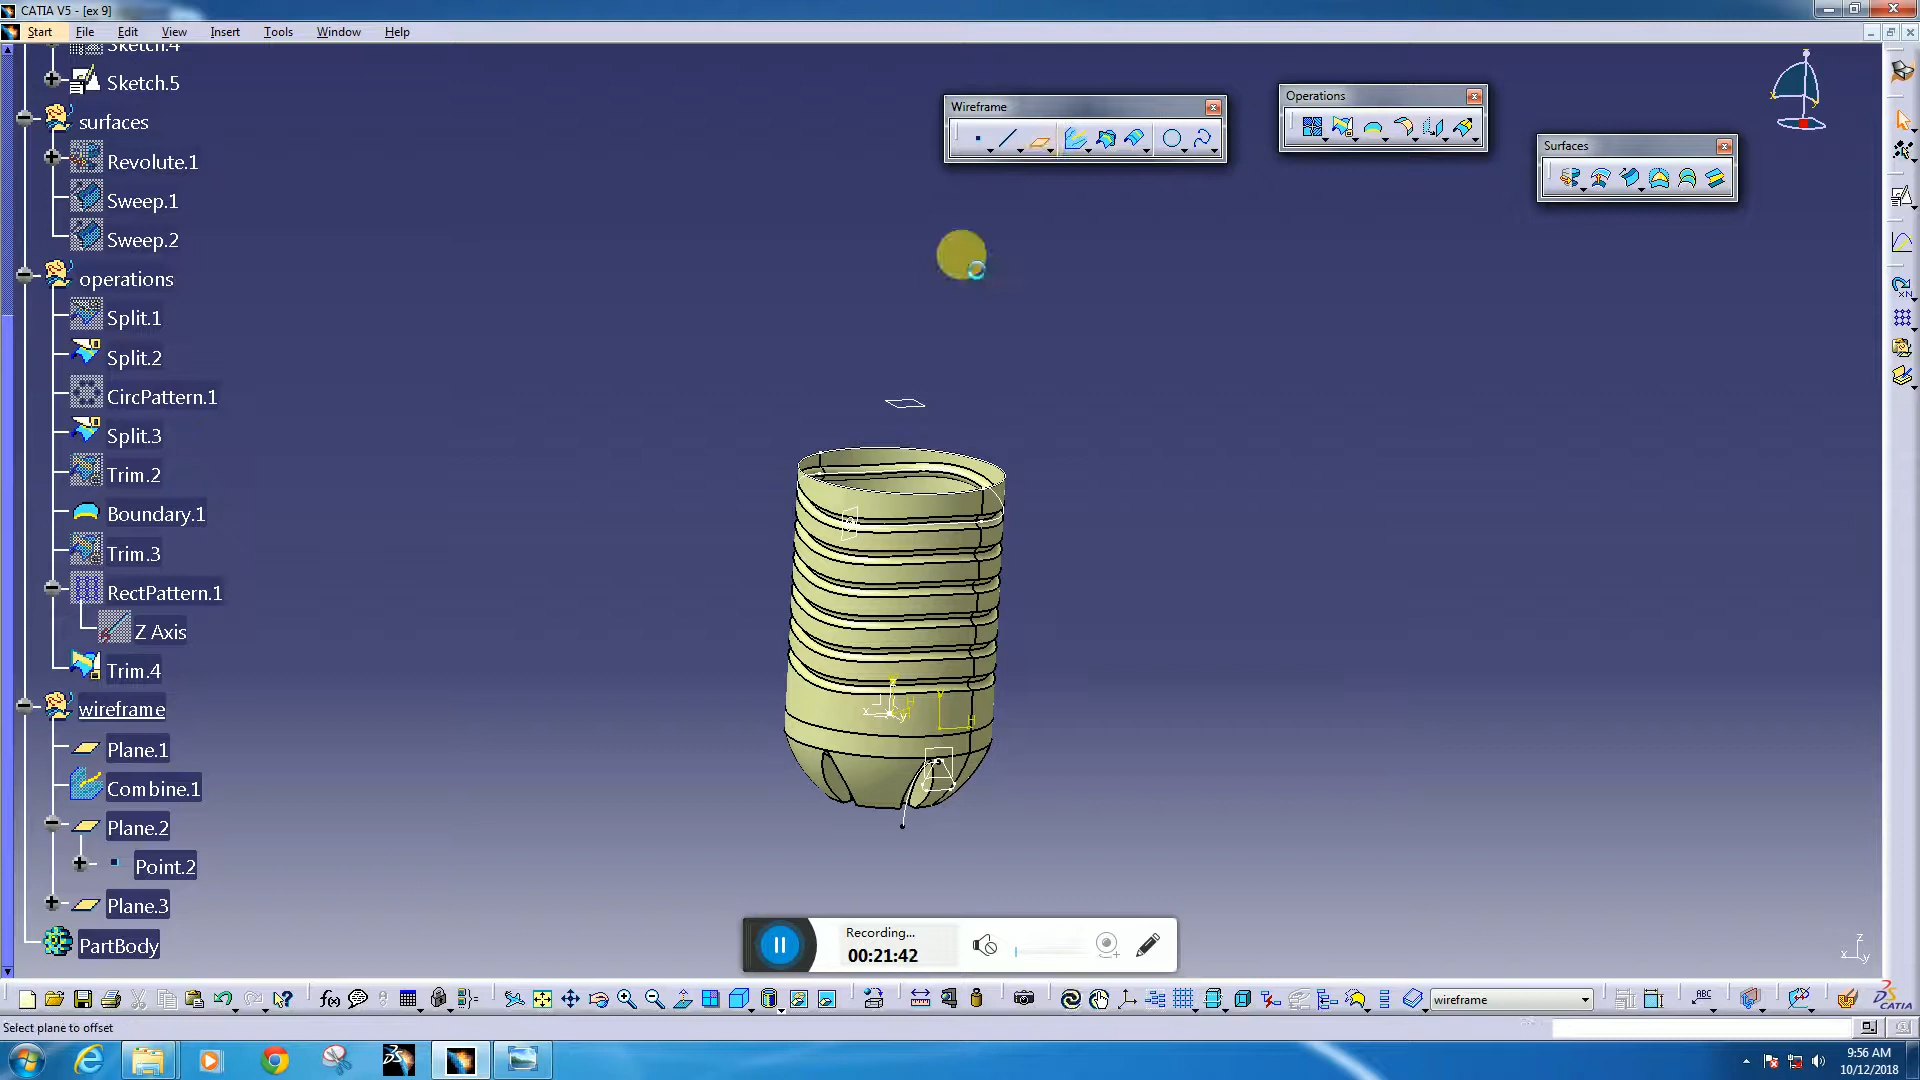 CATIA V5 - [ex 9]
Start File Edit View Insert Tools Window Help
Sketch.4
Sketch.5
surfaces
Revolute.1
Sweep.1
Sweep.2
operations
Split.1
Split.2
CircPattern.1
Split.3
Trim.2
Boundary.1
Trim.3
RectPattern.1
Z Axis
Trim.4
wireframe
Plane.1
Combine.1
Plane.2
Point.2
Plane.3
PartBody
Wireframe
Operations
Surfaces
Recording...
00:21:42
wireframe
Select plane to offset
CATIA
9:56 AM
10/12/2018